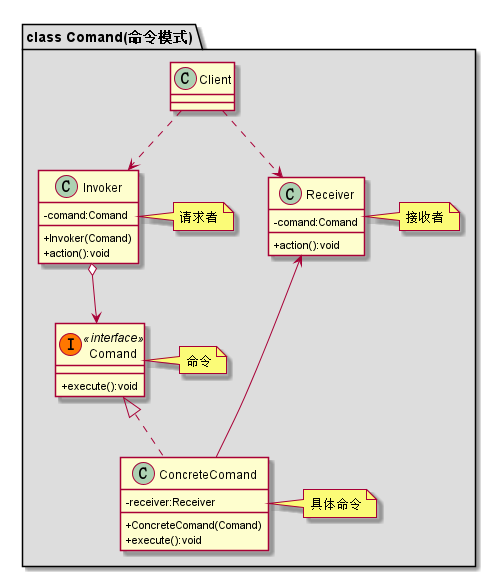 class Comand(命令模式)
C Client
C Invoker
-comand:Comand
+Invoker(Comand)
+action():void
请求者
C Receiver
-comand:Comand
+action():void
接收者
I «interface»
Comand
+execute():void
命令
C ConcreteComand
-receiver:Receiver
+ConcreteComand(Comand)
+execute():void
具体命令